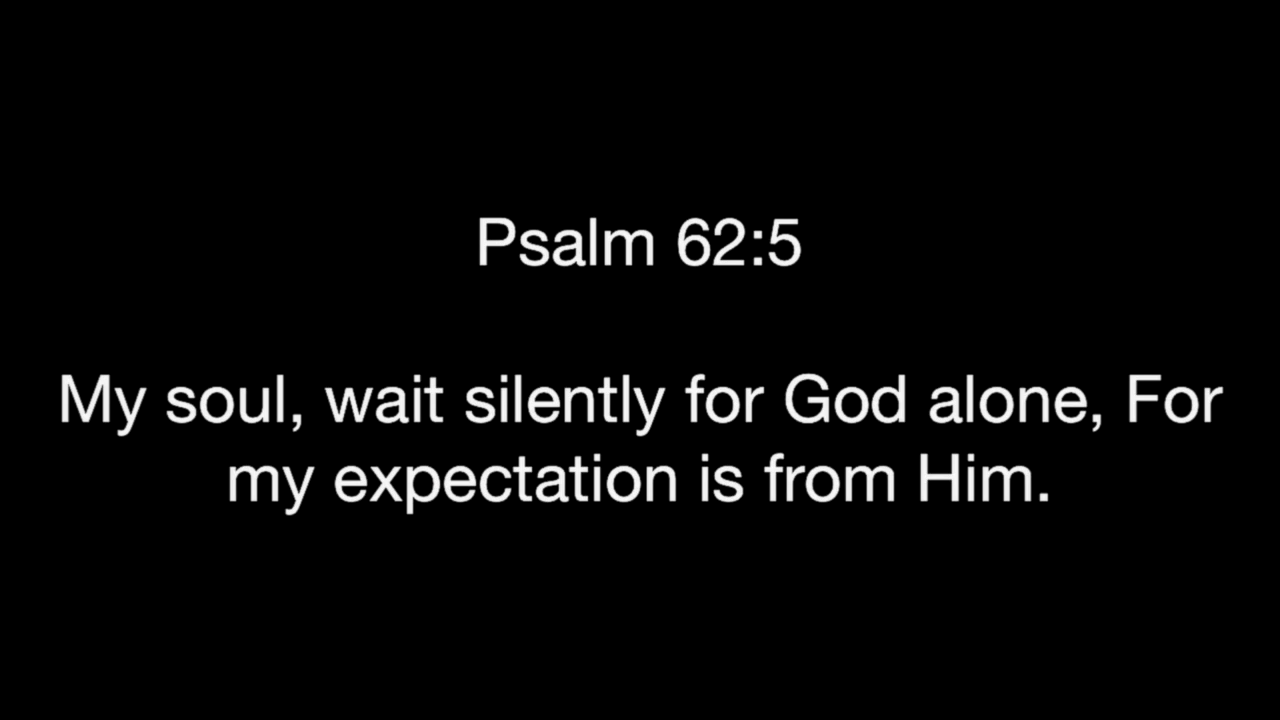 Psalm 62:5
My soul, wait silently for God alone, For
my expectation is from Him.